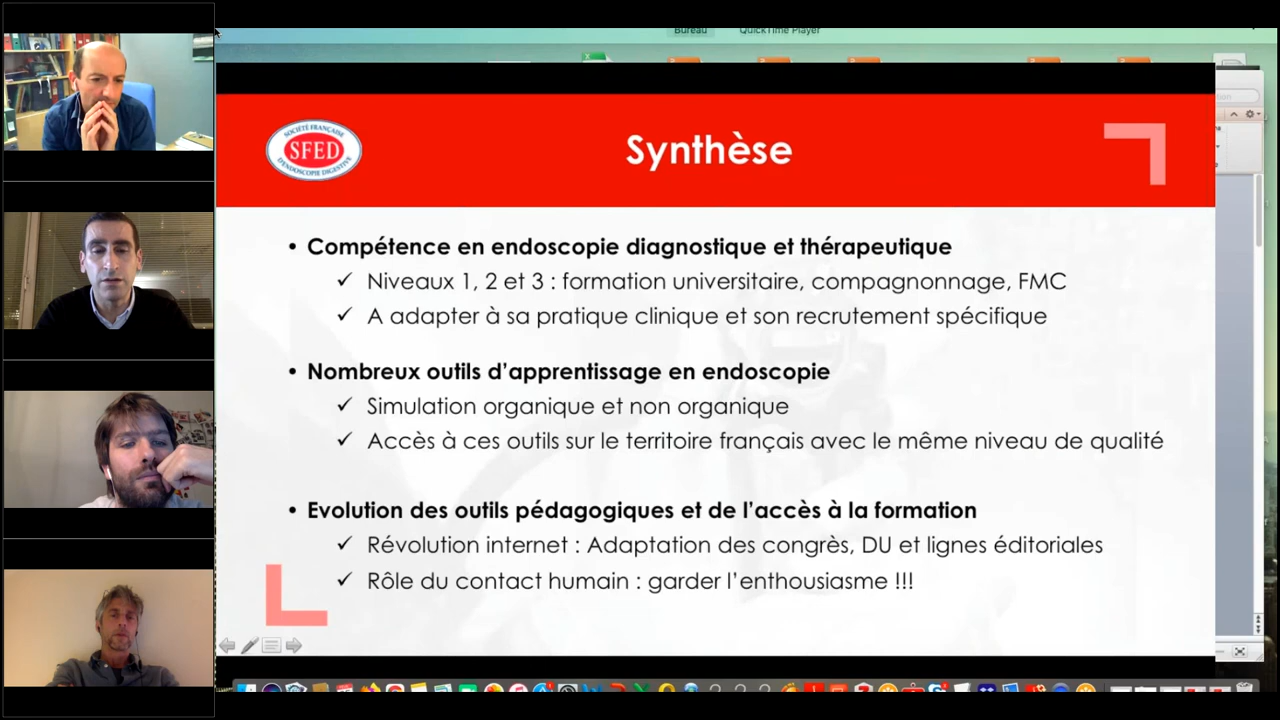 Bureau QuickTime Player
SOCIÉTÉ FRANÇAISE
SFED
D'ENDOSCOPIE DIGESTIVE
Synthèse
• Compétence en endoscopie diagnostique et thérapeutique
✓ Niveaux 1, 2 et 3 : formation universitaire, compagnonnage, FMC
✓ A adapter à sa pratique clinique et son recrutement spécifique
• Nombreux outils d'apprentissage en endoscopie
✓ Simulation organique et non organique
✓ Accès à ces outils sur le territoire français avec le même niveau de qualité
• Evolution des outils pédagogiques et de l'accès à la formation
✓ Révolution internet : Adaptation des congrès, DU et lignes éditoriales
✓ Rôle du contact humain : garder l'enthousiasme !!!